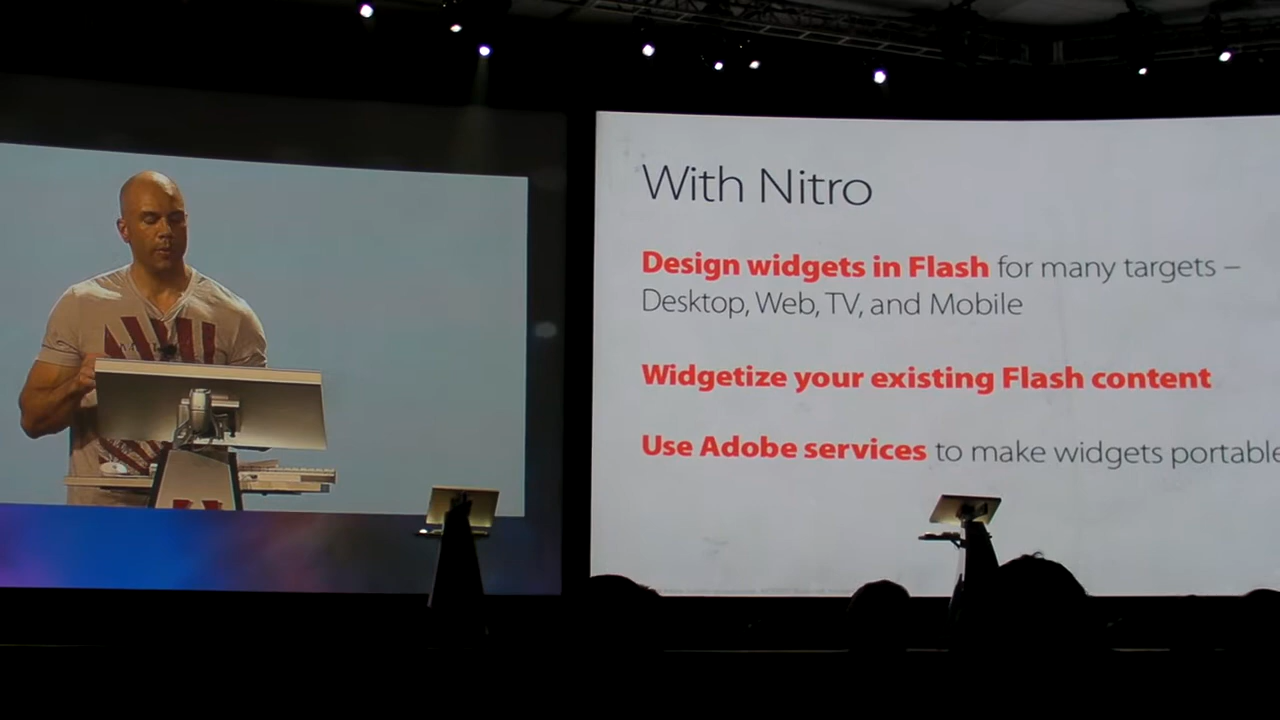 With Nitro
Design widgets in Flash for many targets –
Desktop, Web, TV, and Mobile
Widgetize your existing Flash content
Use Adobe services to make widgets portable